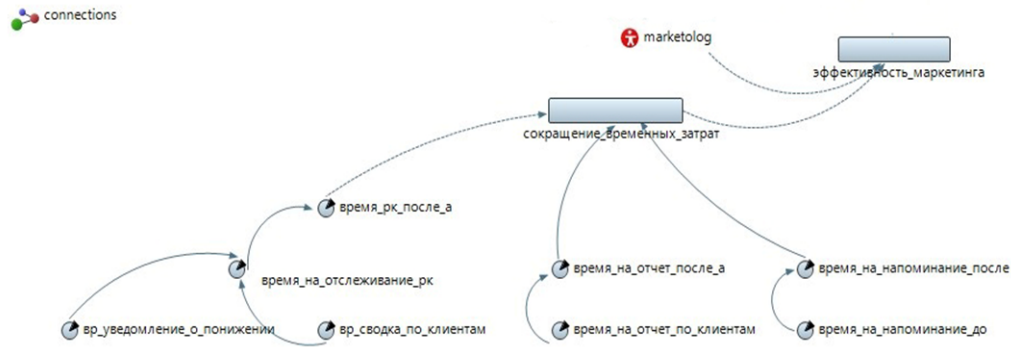 connections
marketolog
эффективность_маркетинга
сокращение_временных_затрат
время_рк_после_а
время_на_отслеживание_рк
время_на_отчет_после_а
время_на_напоминание_после
вр_уведомление_о_понижении
вр_сводка_по_клиентам
время_на_отчет_по_клиентам
время_на_напоминание_до